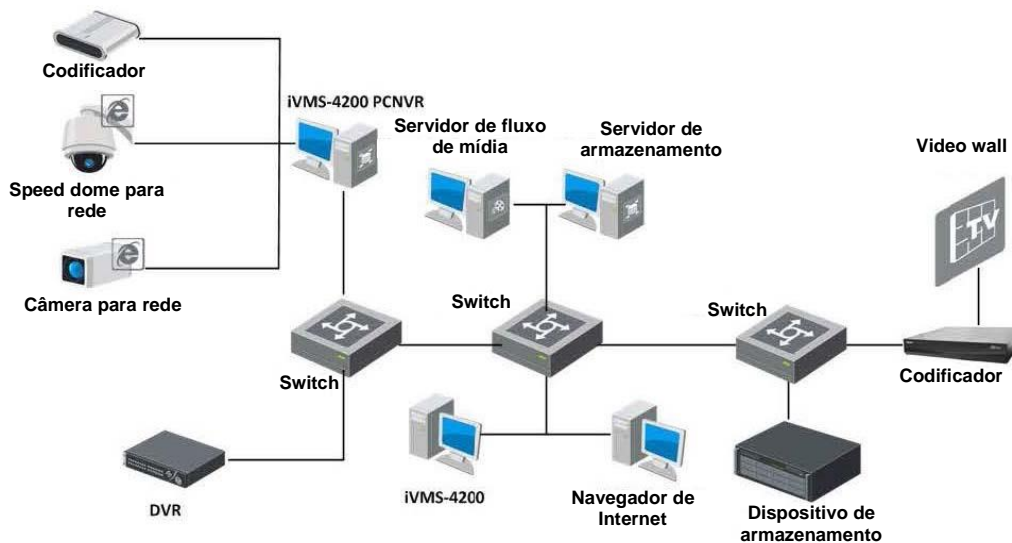 Codificador
iVMS-4200 PCNVR
Speed dome para
rede
Câmera para rede
Servidor de fluxo
de mídia
Servidor de
armazenamento
Video wall
TV
Switch
Switch
Switch
Codificador
DVR
iVMS-4200
Navegador de
Internet
Dispositivo de
armazenamento